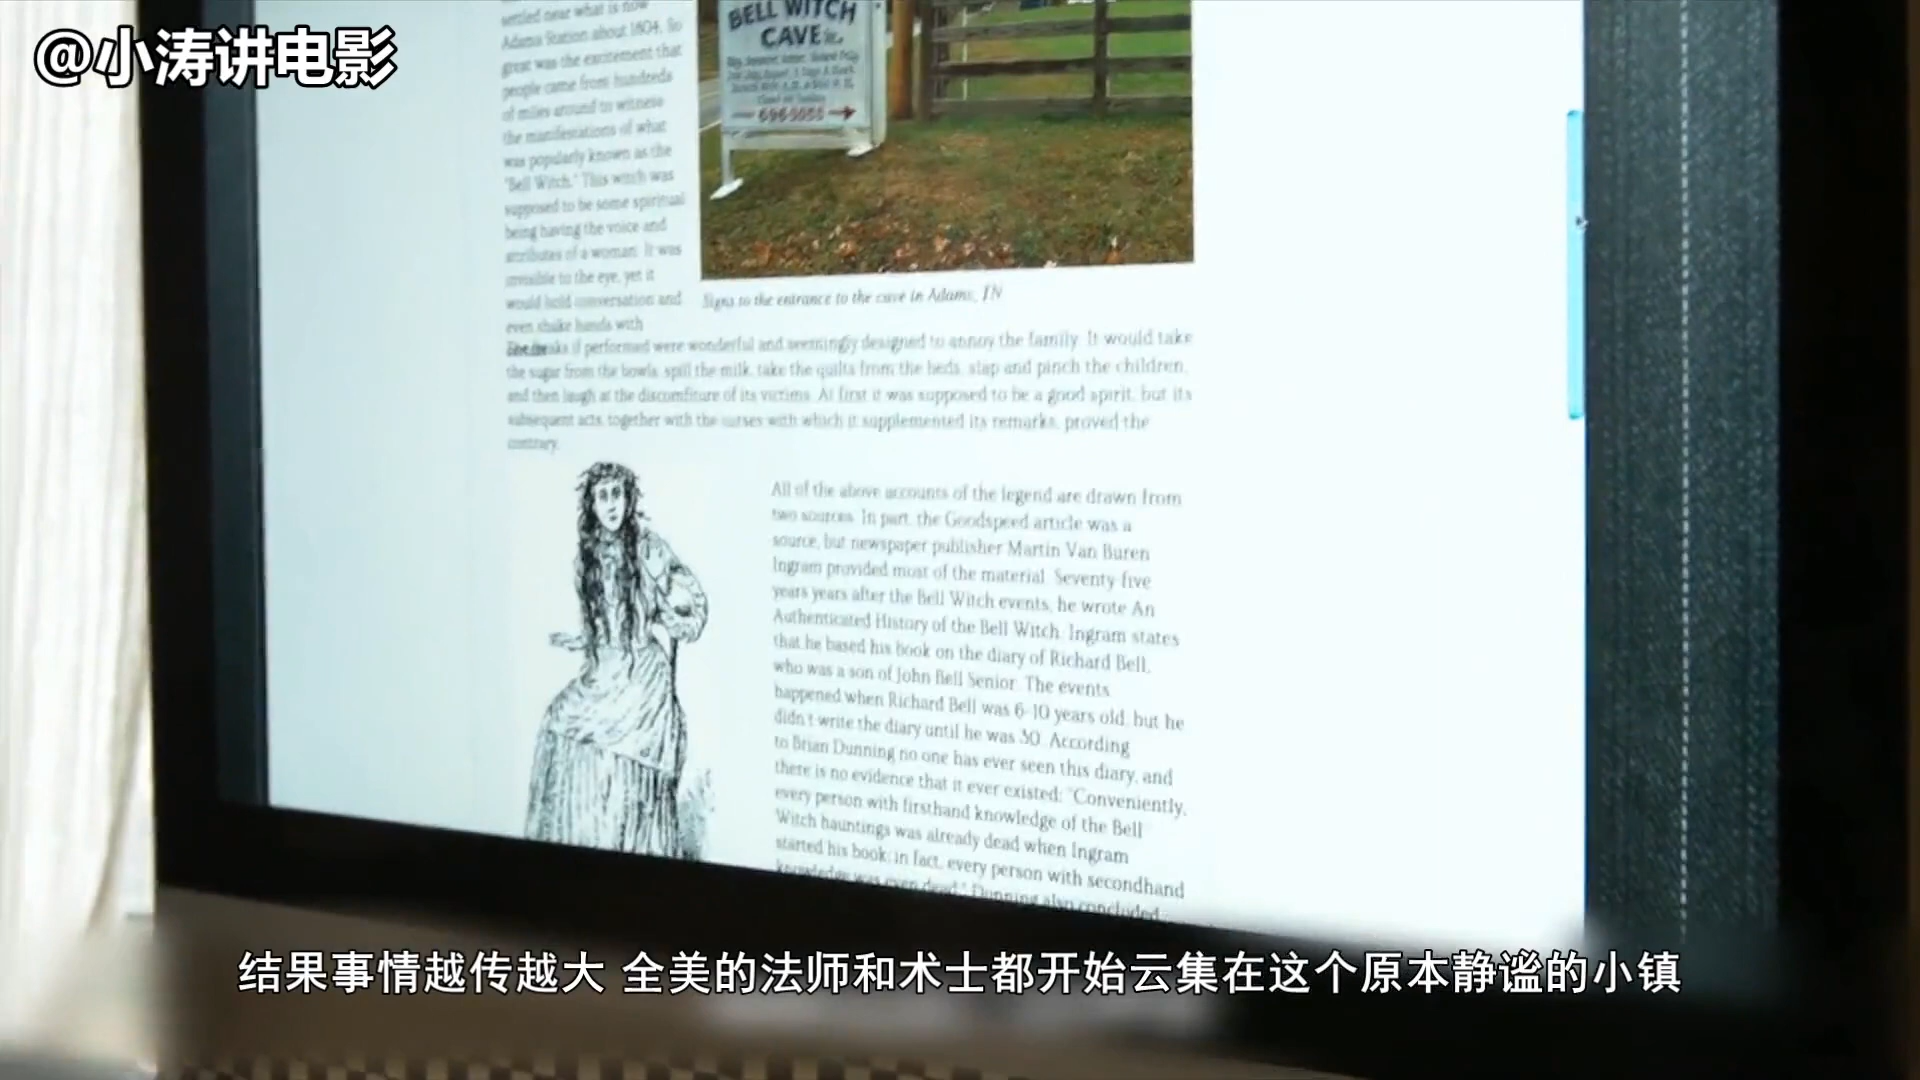 @小涛讲电影
settled near what is now
Adams Station about 1804. So
great was the excitement that
people came from hundreds
of miles around to witness
the manifestations of what
was popularly known as the
"Bell Witch." This witch was
supposed to be some spiritual
being having the voice and
attributes of a woman. It was
invisible to the eye, yet it
would hold conversation and
even shake hands with
BELL WITCH
CAVE
696-3055
Signs to the entrance to the cave in Adams, TN
freaks it performed were wonderful and seemingly designed to annoy the family. It would take
the sugar from the bowls, spill the milk, take the quilts from the beds, slap and pinch the children,
and then laugh at the discomfiture of its victims. At first it was supposed to be a good spirit, but its
subsequent acts, together with the curses with which it supplemented its remarks, proved the
contrary.
All of the above accounts of the legend are drawn from
two sources. In part, the Goodspeed article was a
source, but newspaper publisher Martin Van Buren
Ingram provided most of the material. Seventy-five
years years after the Bell Witch events, he wrote An
Authenticated History of the Bell Witch. Ingram states
that he based his book on the diary of Richard Bell,
who was a son of John Bell Senior. The events
happened when Richard Bell was 6-10 years old, but he
didn't write the diary until he was 30. According
to Brian Dunning no one has ever seen this diary, and
there is no evidence that it ever existed: "Conveniently,
every person with firsthand knowledge of the Bell
Witch hauntings was already dead when Ingram
started his book; in fact, every person with secondhand
knowledge was even dead." Dunning also concluded
结果事情越传越大 全美的法师和术士都开始云集在这个原本静谧的小镇